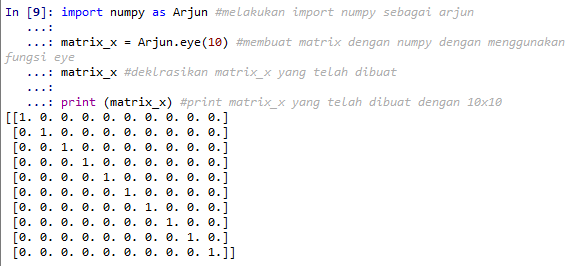 In [9]: import numpy as Arjun #melakukan import numpy sebagai arjun
...:
...: matrix_x = Arjun.eye(10) #membuat matrix dengan numpy dengan menggunakan
fungsi eye
...: matrix_x #deklrasikan matrix_x yang telah dibuat
...:
...: print (matrix_x) #print matrix_x yang telah dibuat dengan 10x10
[[1. 0. 0. 0. 0. 0. 0. 0. 0. 0.]
[0. 1. 0. 0. 0. 0. 0. 0. 0. 0.]
[0. 0. 1. 0. 0. 0. 0. 0. 0. 0.]
[0. 0. 0. 1. 0. 0. 0. 0. 0. 0.]
[0. 0. 0. 0. 1. 0. 0. 0. 0. 0.]
[0. 0. 0. 0. 0. 1. 0. 0. 0. 0.]
[0. 0. 0. 0. 0. 0. 1. 0. 0. 0.]
[0. 0. 0. 0. 0. 0. 0. 1. 0. 0.]
[0. 0. 0. 0. 0. 0. 0. 0. 1. 0.]
[0. 0. 0. 0. 0. 0. 0. 0. 0. 1.]]